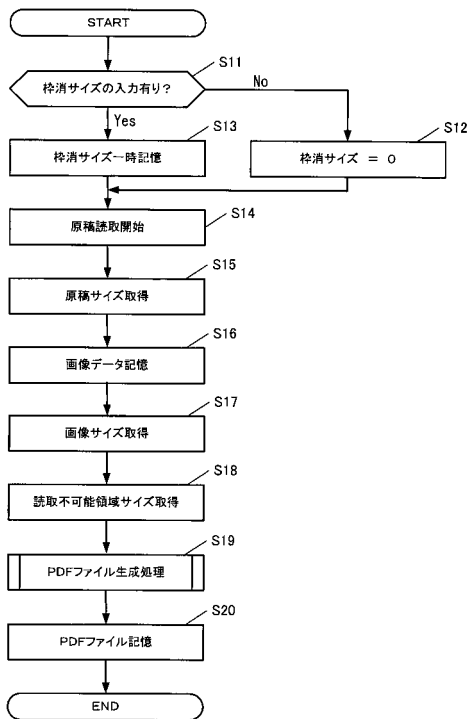 START
S11
枠消サイズの入力有り?
No
Yes
S13
S12
枠消サイズ一時記憶
枠消サイズ = 0
S14
原稿読取開始
S15
原稿サイズ取得
S16
画像データ記憶
S17
画像サイズ取得
S18
読取不可能領域サイズ取得
S19
PDFファイル生成処理
S20
PDFファイル記憶
END